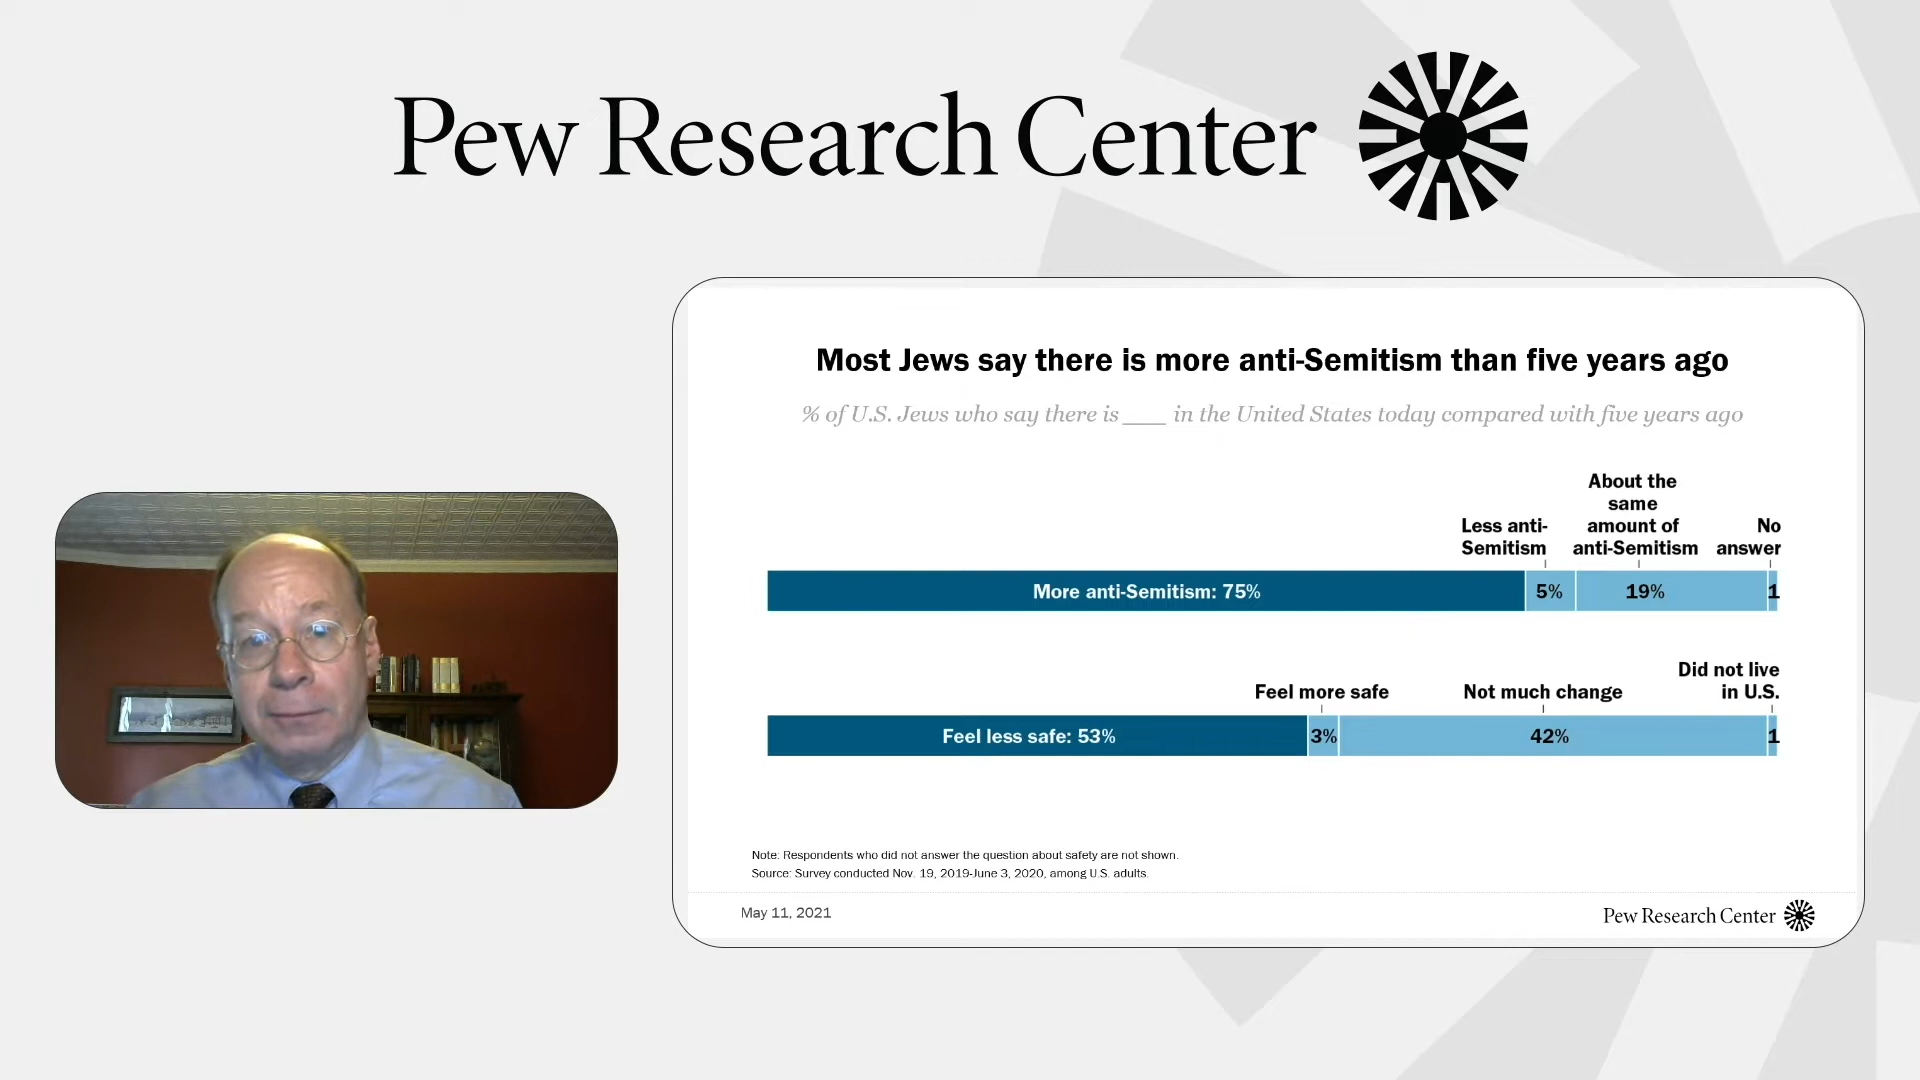 Pew Research Center
Most Jews say there is more anti-Semitism than five years ago
% of U.S. Jews who say there is ___ in the United States today compared with five years ago
About the
same
Less anti- amount of No
Semitism anti-Semitism answer
More anti-Semitism: 75% 5% 19% 1
Did not live
Feel more safe Not much change in U.S.
Feel less safe: 53% 3% 42% 1
Note: Respondents who did not answer the question about safety are not shown.
Source: Survey conducted Nov. 19, 2019-June 3, 2020, among U.S. adults.
May 11, 2021 Pew Research Center